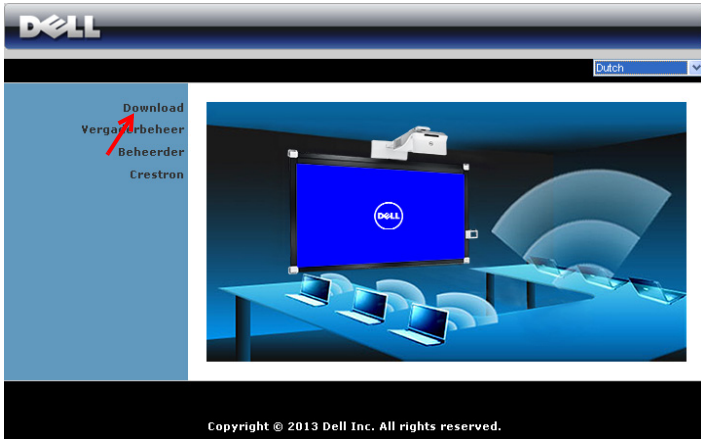 DELL
Dutch
Download
Vergaderbeheer
Beheerder
Crestron
DELL
Copyright © 2013 Dell Inc. All rights reserved.